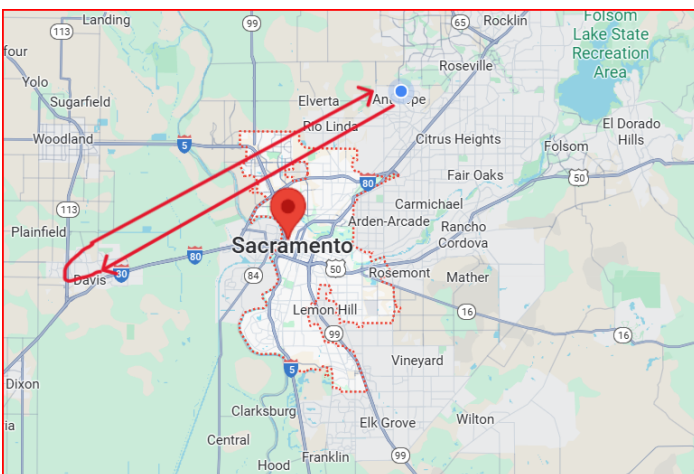 Landing
99
65
Rocklin
Folsom
Lake State
Recreation
Area
113
four
Roseville
Yolo
Sugarfield
Elverta
Rio Linda
Woodland
5
Citrus Heights
El Dorado
Hills
Folsom
50
Fair Oaks
80
113
Carmichael
Arden-Arcade
Plainfield
Rancho
Cordova
Sacramento
80
Davis
84
50
Rosemont
Mather
Lemon Hill
16
99
16
Vineyard
5
Dixon
Clarksburg
ia
Elk Grove
Wilton
Central
Franklin
99
Hood